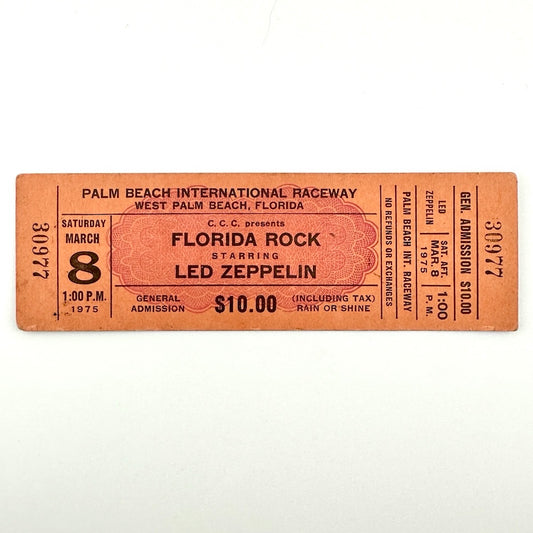 30977
PALM BEACH INTERNATIONAL RACEWAY
WEST PALM BEACH, FLORIDA
SATURDAY
MARCH
8
1:00 P.M.
1975
C. C. C. presents
FLORIDA ROCK
STARRING
LED ZEPPELIN
GENERAL
ADMISSION
$10.00
(INCLUDING TAX)
RAIN OR SHINE
NO REFUNDS OR EXCHANGES
PALM BEACH INT. RACEWAY
LED
ZEPPELIN
SAT. AFT.
MAR. 8
1975
1:00
P. M.
GEN. ADMISSION $10.00
30977